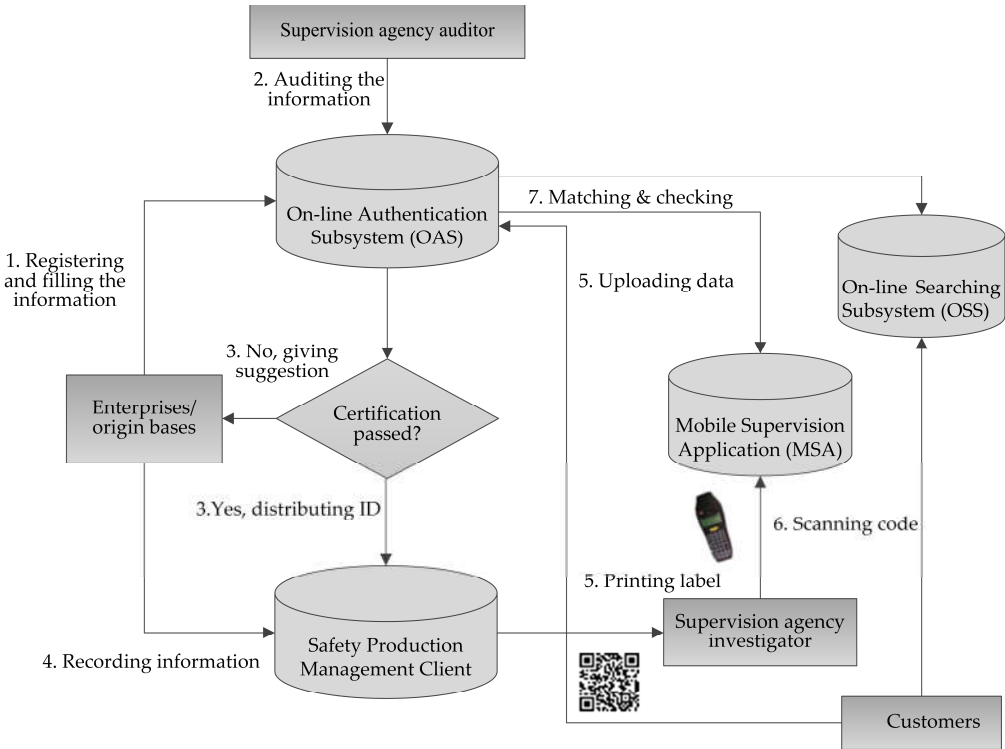 Supervision agency auditor
2. Auditing the
information
On-line Authentication
Subsystem (OAS)
7. Matching & checking
On-line Searching
Subsystem (OSS)
1. Registering
and filling the
information
5. Uploading data
3. No, giving
suggestion
Enterprises/
origin bases
Certification
passed?
Mobile Supervision
Application (MSA)
3.Yes, distributing ID
6. Scanning code
5. Printing label
Supervision agency
investigator
4. Recording information
Safety Production
Management Client
Customers